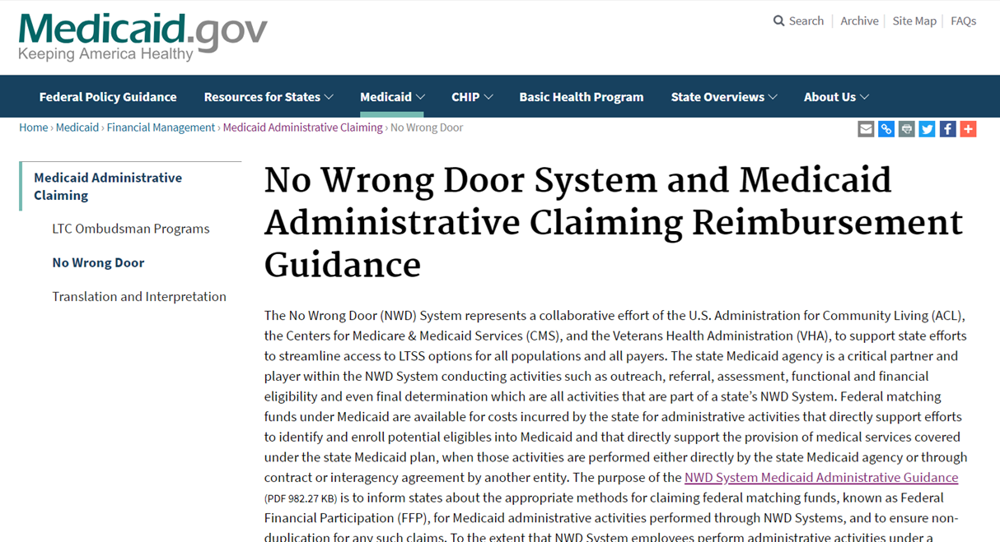 Medicaid.gov
Keeping America Healthy
Search
Archive
Site Map
FAQs
Federal Policy Guidance
Resources for States
Medicaid
CHIP
Basic Health Program
State Overviews
About Us
Home › Medicaid › Financial Management › Medicaid Administrative Claiming › No Wrong Door
Medicaid Administrative
Claiming
LTC Ombudsman Programs
No Wrong Door
Translation and Interpretation
No Wrong Door System and Medicaid
Administrative Claiming Reimbursement
Guidance
The No Wrong Door (NWD) System represents a collaborative effort of the U.S. Administration for Community Living (ACL),
the Centers for Medicare & Medicaid Services (CMS), and the Veterans Health Administration (VHA), to support state efforts
to streamline access to LTSS options for all populations and all payers. The state Medicaid agency is a critical partner and
player within the NWD System conducting activities such as outreach, referral, assessment, functional and financial
eligibility and even final determination which are all activities that are part of a state’s NWD System. Federal matching
funds under Medicaid are available for costs incurred by the state for administrative activities that directly support efforts
to identify and enroll potential eligibles into Medicaid and that directly support the provision of medical services covered
under the state Medicaid plan, when those activities are performed either directly by the state Medicaid agency or through
contract or interagency agreement by another entity. The purpose of the NWD System Medicaid Administrative Guidance
(PDF 982.27 KB) is to inform states about the appropriate methods for claiming federal matching funds, known as Federal
Financial Participation (FFP), for Medicaid administrative activities performed through NWD Systems, and to ensure non-
duplication for any such claims. To the extent that NWD System employees perform administrative activities under a